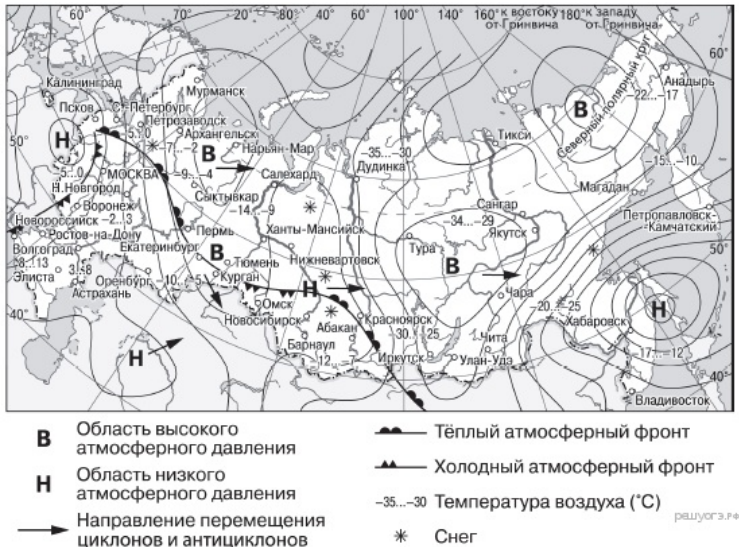 60° 70° 20° 40° 60° 100° 140° 160° к востоку от Гринвича 180° к западу от Гринвича
60°
Калининград
Мурманск
Псков
С.-Петербург
Петрозаводск
5...0
Архангельск
-7...-2
Нарьян-Мар
В
Северный полярный круг
В
-22...-17
Анадырь
Тикси
50°
Н
-35...-30
Дудинка
-5...0
МОСКВА
-9...-4
Салехард
Н.Новгород
Сыктывкар
-14...-9
-15...-10
Магадан
Воронеж
-2...3
Новороссийск
Ростов-на-Дону
Пермь
Ханты-Мансийск
Сангар
-34...-29
Якутск
Петропавловск-
Камчатский
Волгоград
Екатеринбург
В
Тюмень
Нижневартовск
Тура
В
50°
8...13
Элиста
3...8
Оренбург
-10...-5
Курган
Астрахань
Омск
Н
Чара
-20...-25
Н
40°
Новосибирск
Абакан
Красноярск
-30...-25
Хабаровск
Чита
Барнаул
-12...-7
Иркутск
Улан-Удэ
-17...-12
Н
40°
Владивосток
В Область высокого
атмосферного давления
Н Область низкого
атмосферного давления
Направление перемещения
циклонов и антициклонов
Тёплый атмосферный фронт
Холодный атмосферный фронт
-35...-30 Температура воздуха (°C)
Снег
решуогэ.рф